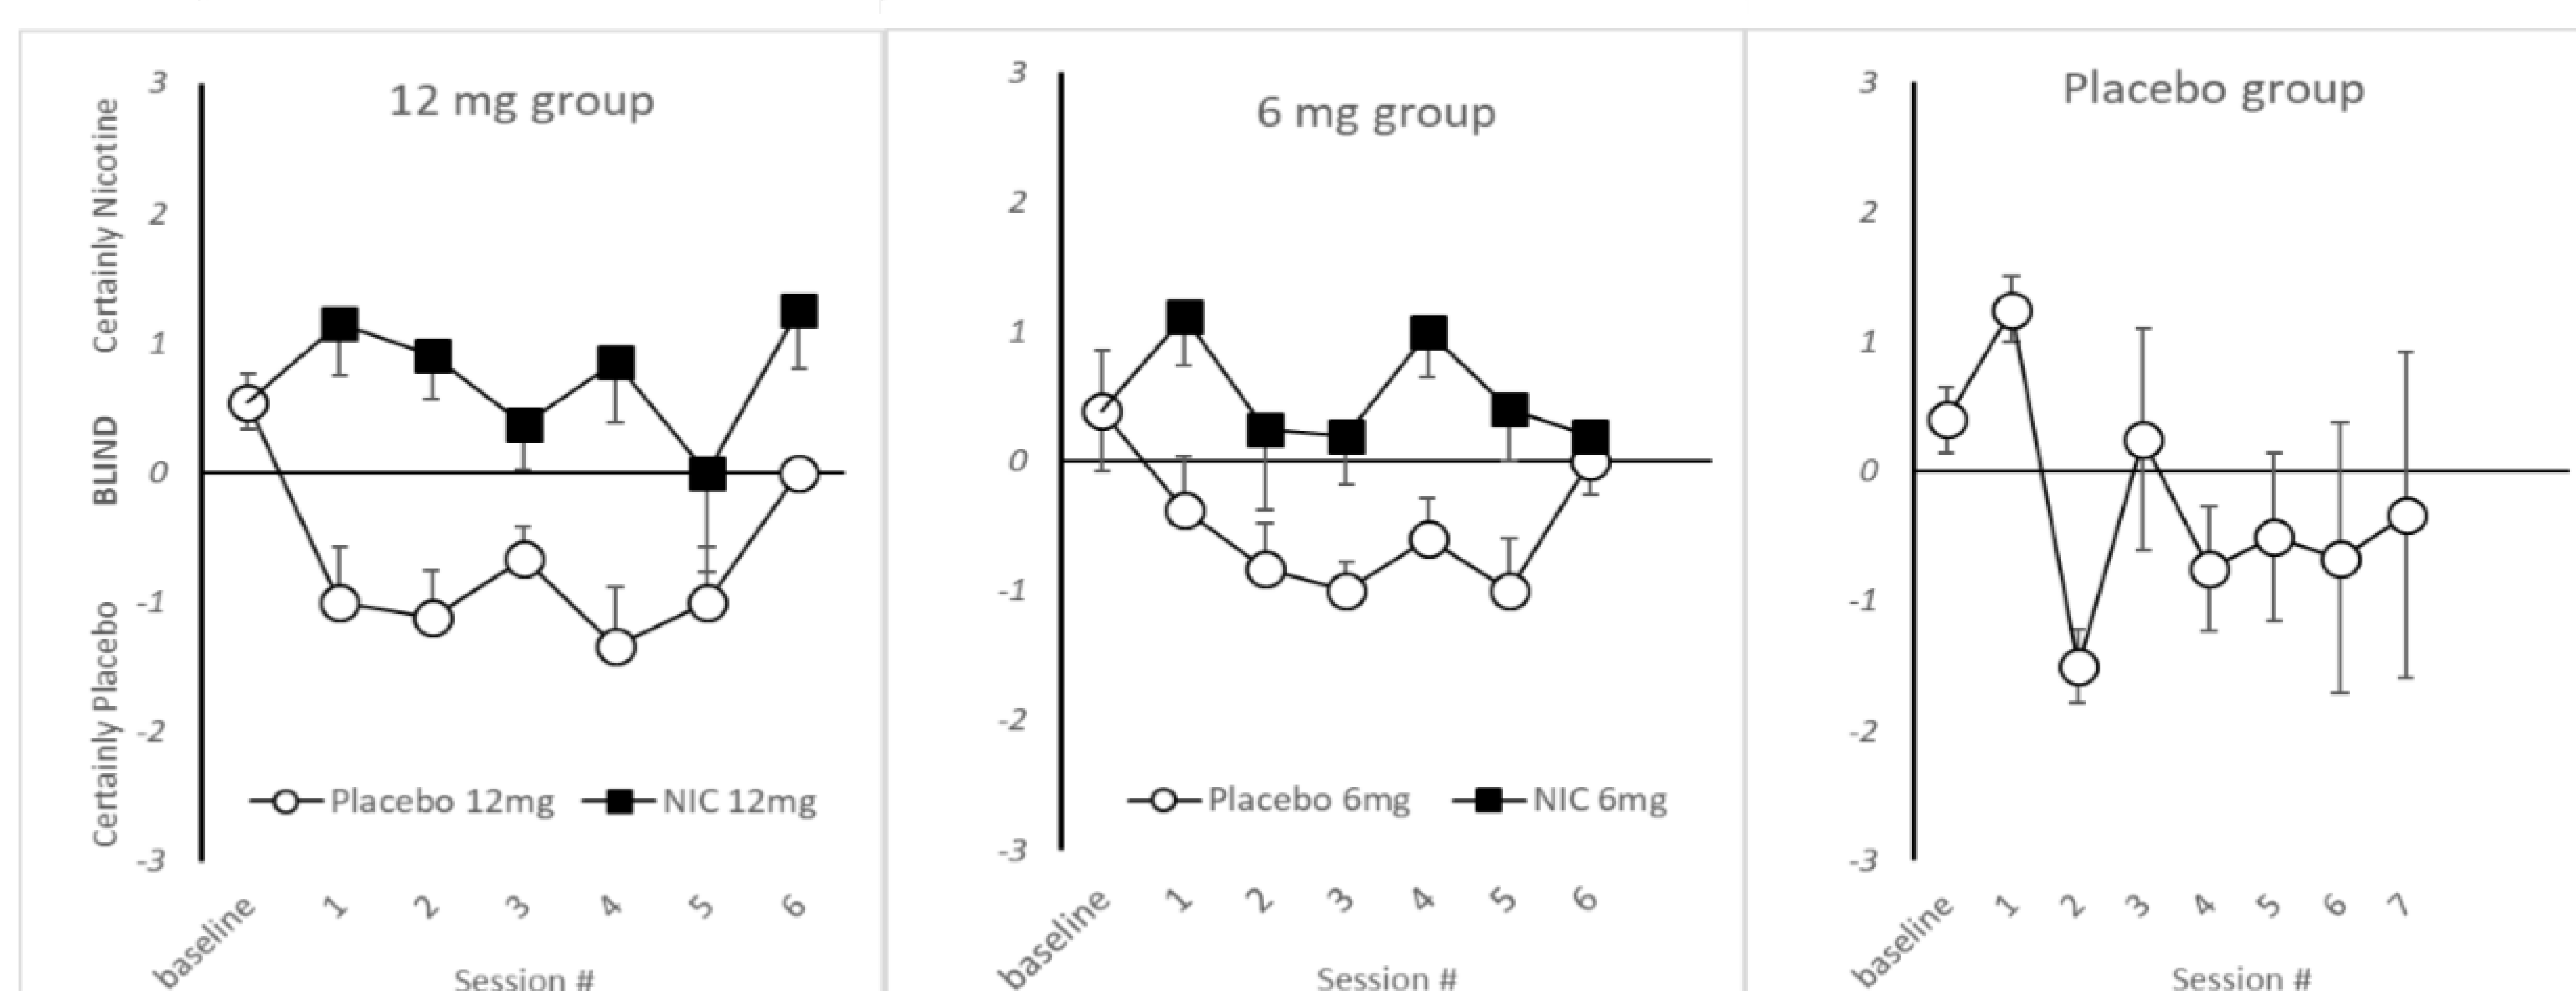 12 mg group
Certainly Nicotine
BLIND
Certainly Placebo
3
2
1
0
-1
-2
-3
Placebo 12mg NIC 12mg
baseline 1 2 3 4 5 6
Session #
6 mg group
3
2
1
0
-1
-2
-3
Placebo 6mg NIC 6mg
baseline 1 2 3 4 5 6
Session #
Placebo group
3
2
1
0
-1
-2
-3
baseline 1 2 3 4 5 6 7
Session #